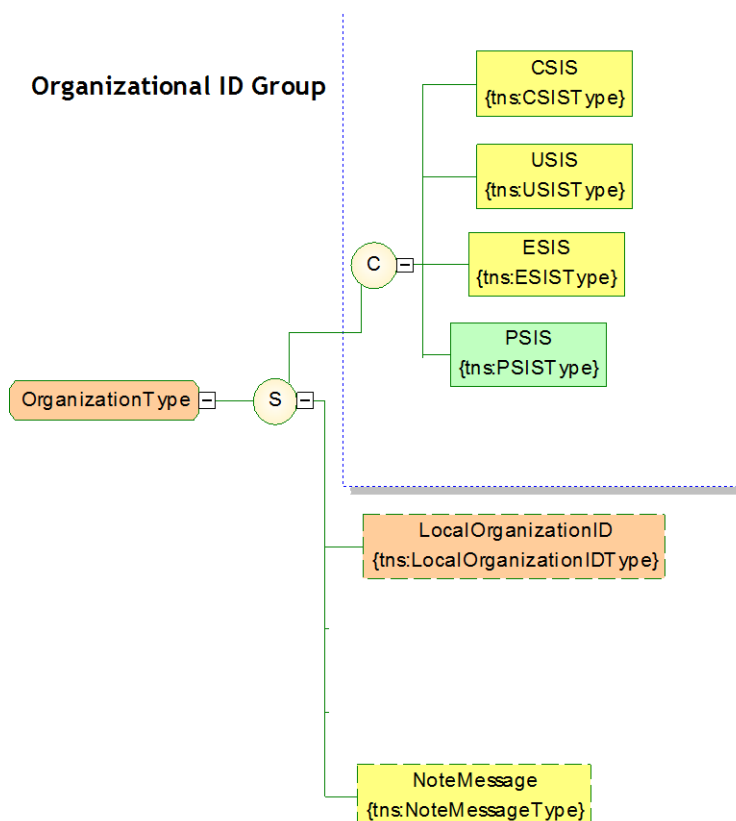 Organizational ID Group
CSIS
{tns:CSISType}
USIS
{tns:USISType}
ESIS
{tns:ESISType}
C
PSIS
{tns:PSISType}
OrganizationType
S
LocalOrganizationID
{tns:LocalOrganizationIDType}
NoteMessage
{tns:NoteMessageType}